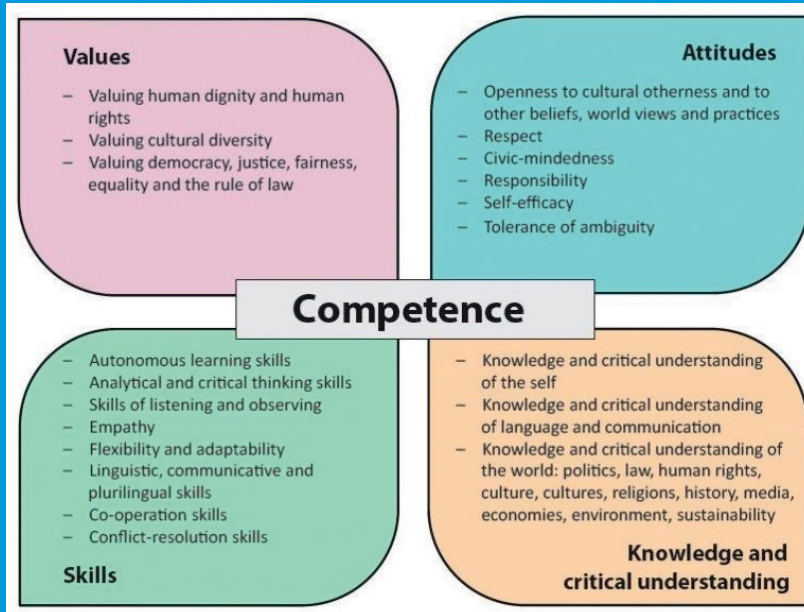 Values
– Valuing human dignity and human
rights
– Valuing cultural diversity
– Valuing democracy, justice, fairness,
equality and the rule of law
Attitudes
– Openness to cultural otherness and to
other beliefs, world views and practices
– Respect
– Civic-mindedness
– Responsibility
– Self-efficacy
– Tolerance of ambiguity
Competence
– Autonomous learning skills
– Analytical and critical thinking skills
– Skills of listening and observing
– Empathy
– Flexibility and adaptability
– Linguistic, communicative and
plurilingual skills
– Co-operation skills
– Conflict-resolution skills
Skills
– Knowledge and critical understanding
of the self
– Knowledge and critical understanding
of language and communication
– Knowledge and critical understanding of
the world: politics, law, human rights,
culture, cultures, religions, history, media,
economies, environment, sustainability
Knowledge and
critical understanding